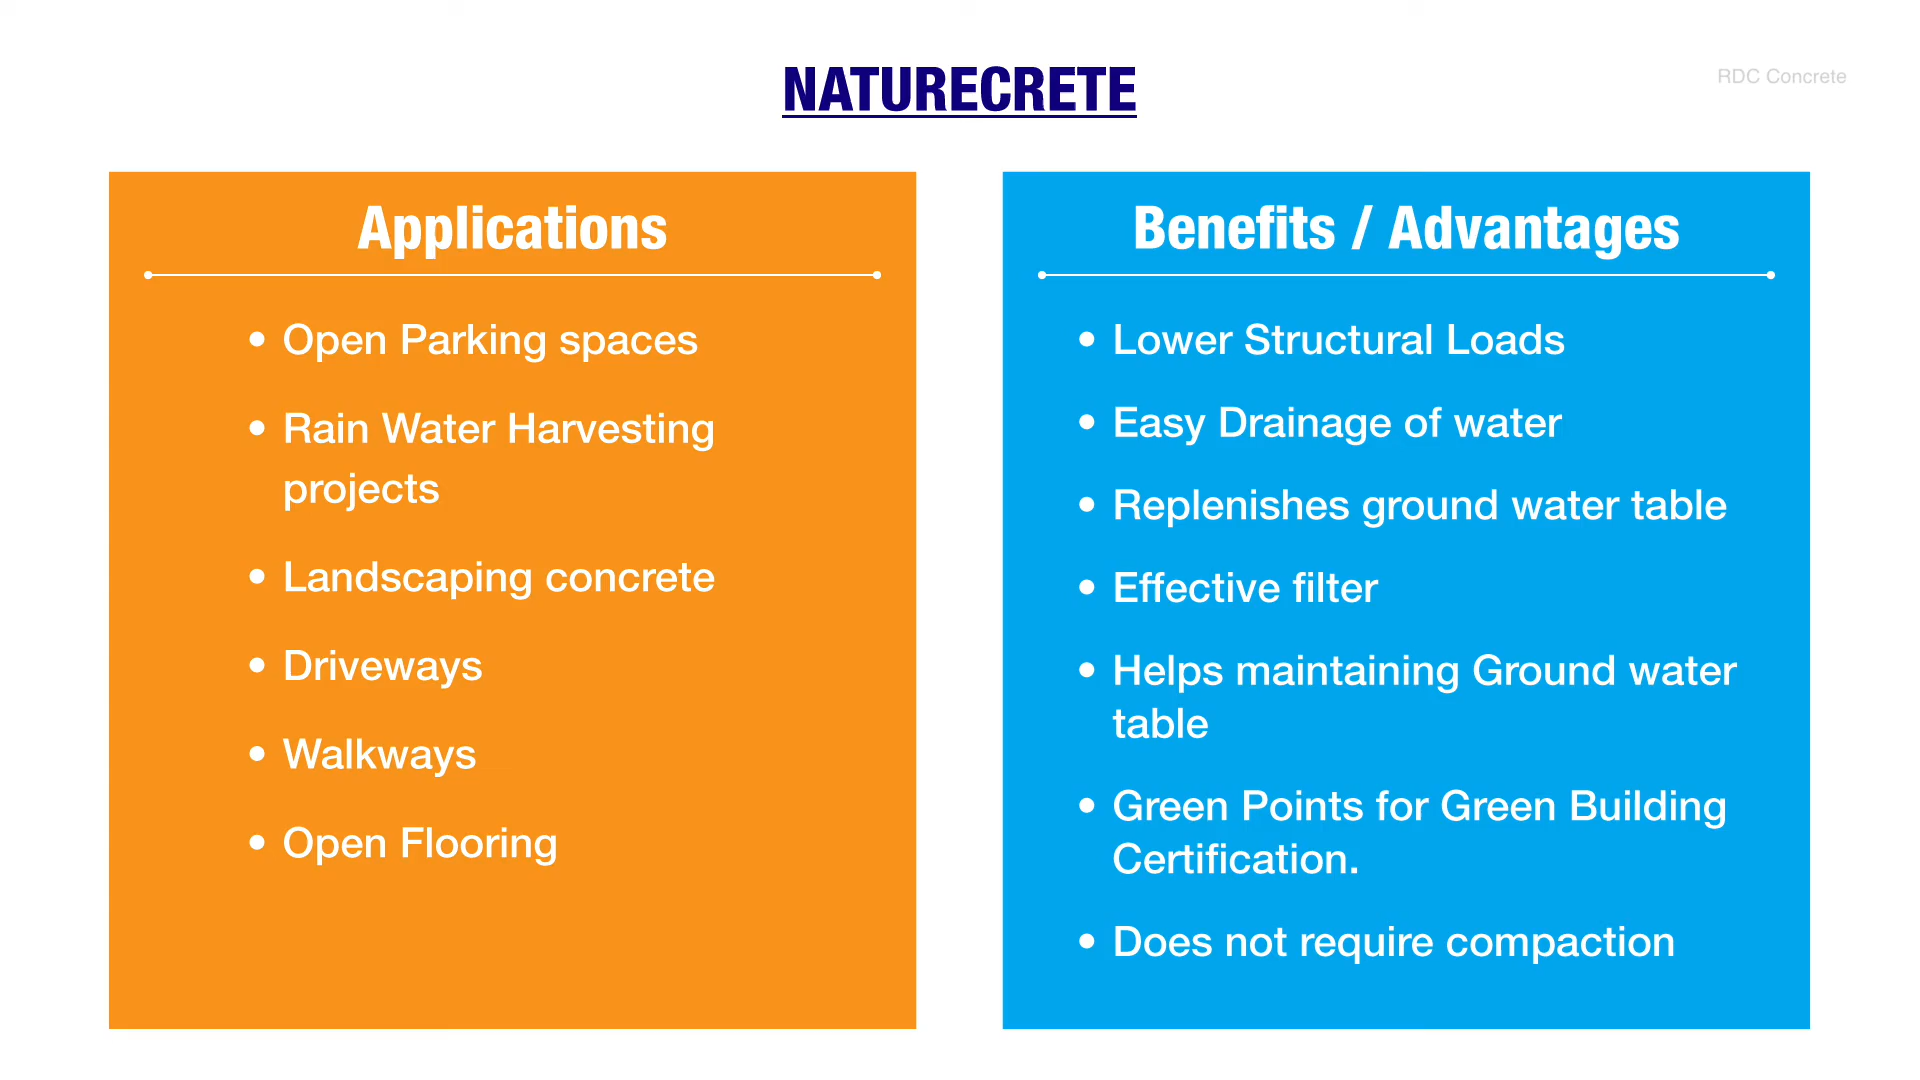 NATURECRETE
RDC Concrete
Applications
• Open Parking spaces
• Rain Water Harvesting
projects
• Landscaping concrete
• Driveways
• Walkways
• Open Flooring
Benefits / Advantages
• Lower Structural Loads
• Easy Drainage of water
• Replenishes ground water table
• Effective filter
• Helps maintaining Ground water
table
• Green Points for Green Building
Certification.
• Does not require compaction